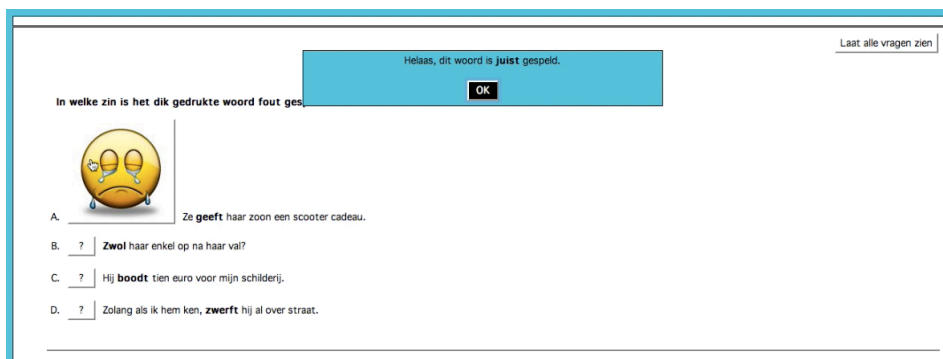 Laat alle vragen zien
Helaas, dit woord is juist gespeld.
OK
In welke zin is het dik gedrukte woord fout ges
A. Ze geeft haar zoon een scooter cadeau.
B. ? Zwol haar enkel op na haar val?
C. ? Hij boodt tien euro voor mijn schilderij.
D. ? Zolang als ik hem ken, zwerft hij al over straat.